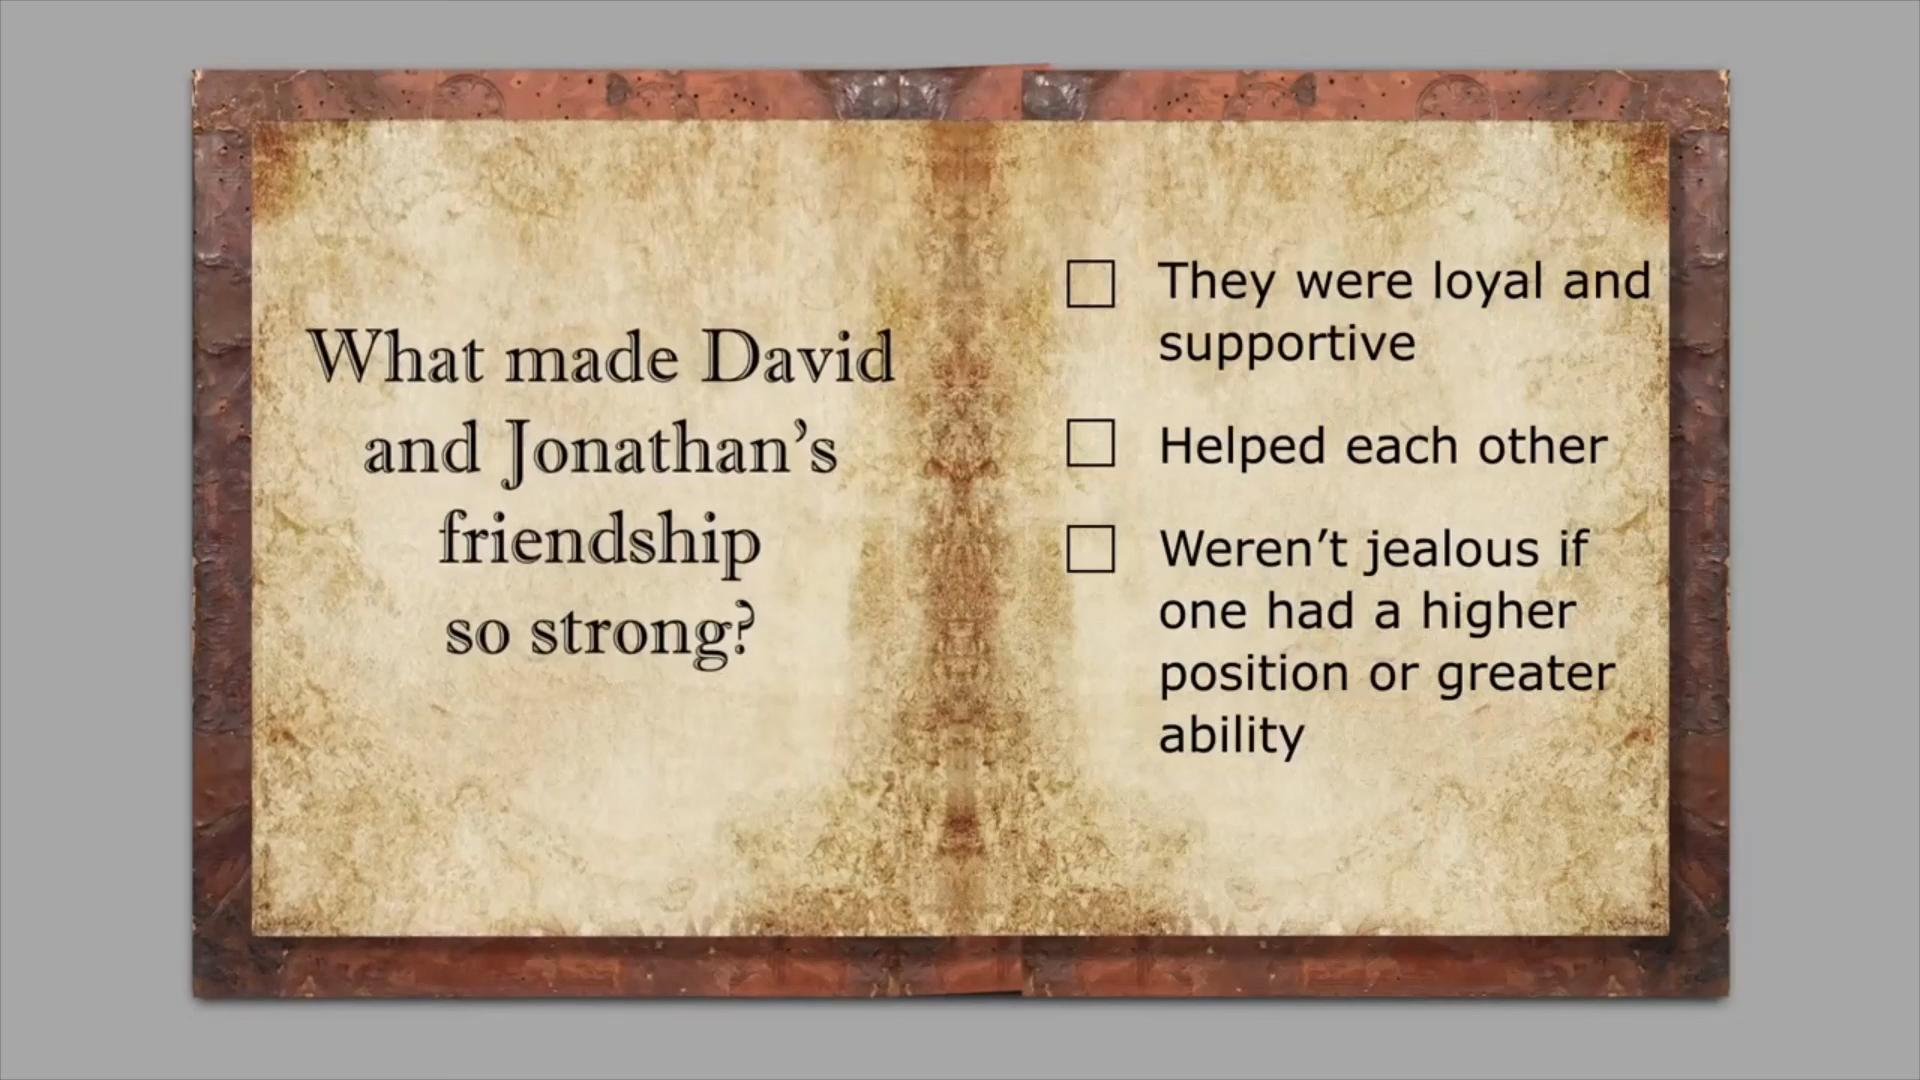 What made David
and Jonathan’s
friendship
so strong?
They were loyal and
supportive
Helped each other
Weren’t jealous if
one had a higher
position or greater
ability